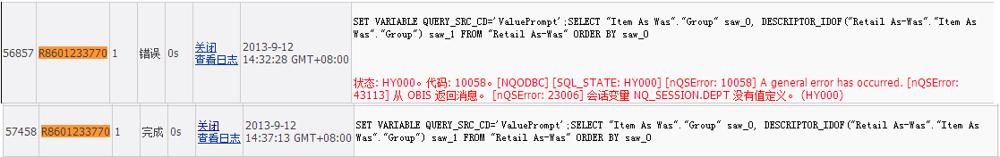 56857 R8601233770 1 错误 0s 关闭 查看日志 2013-9-12 14:32:28 GMT+08:00
SET VARIABLE QUERY_SRC_CD='ValuePrompt';SELECT "Item As Was"."Group" saw_0, DESCRIPTOR_IDOF("Retail As-Was"."Item As
Was"."Group") saw_1 FROM "Retail As-Was" ORDER BY saw_0
状态: HY000。代码: 10058。[NQODBC] [SQL_STATE: HY000] [nQSError: 10058] A general error has occurred. [nQSError:
43113] 从 OBIS 返回消息。 [nQSError: 23006] 会话变量 NQ_SESSION.DEPT 没有值定义。 (HY000)
57458 R8601233770 1 完成 0s 关闭 查看日志 2013-9-12 14:37:13 GMT+08:00
SET VARIABLE QUERY_SRC_CD='ValuePrompt';SELECT "Item As Was"."Group" saw_0, DESCRIPTOR_IDOF("Retail As-Was"."Item As
Was"."Group") saw_1 FROM "Retail As-Was" ORDER BY saw_0